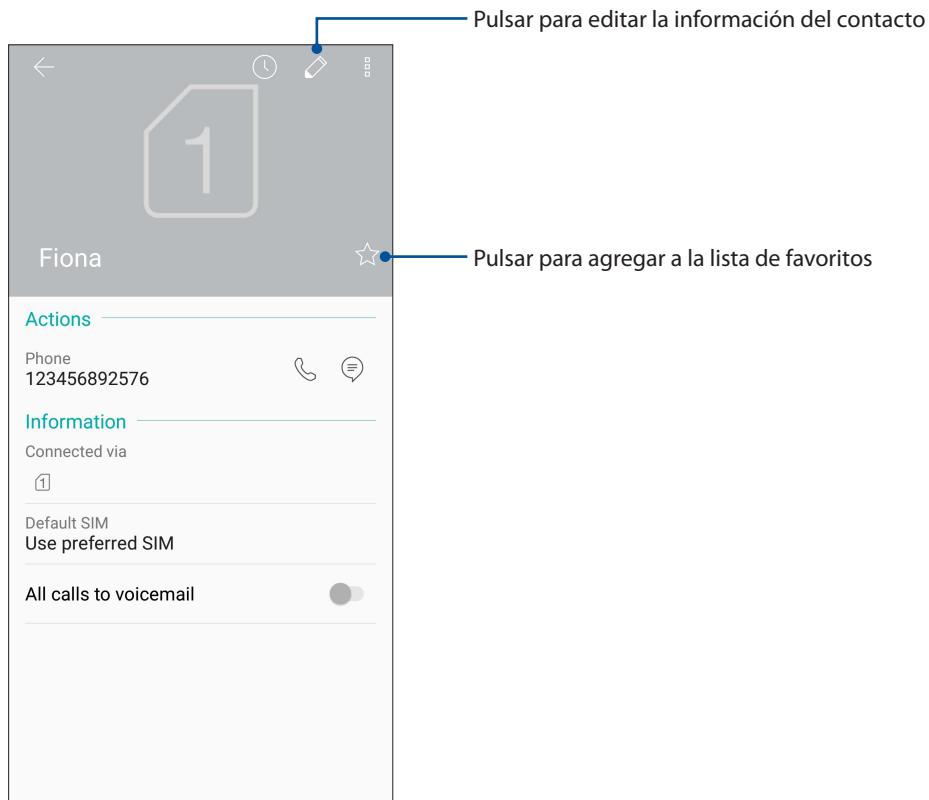 Pulsar para editar la información del contacto
1
Fiona
Pulsar para agregar a la lista de favoritos
Actions
Phone
123456892576
Information
Connected via
1
Default SIM
Use preferred SIM
All calls to voicemail